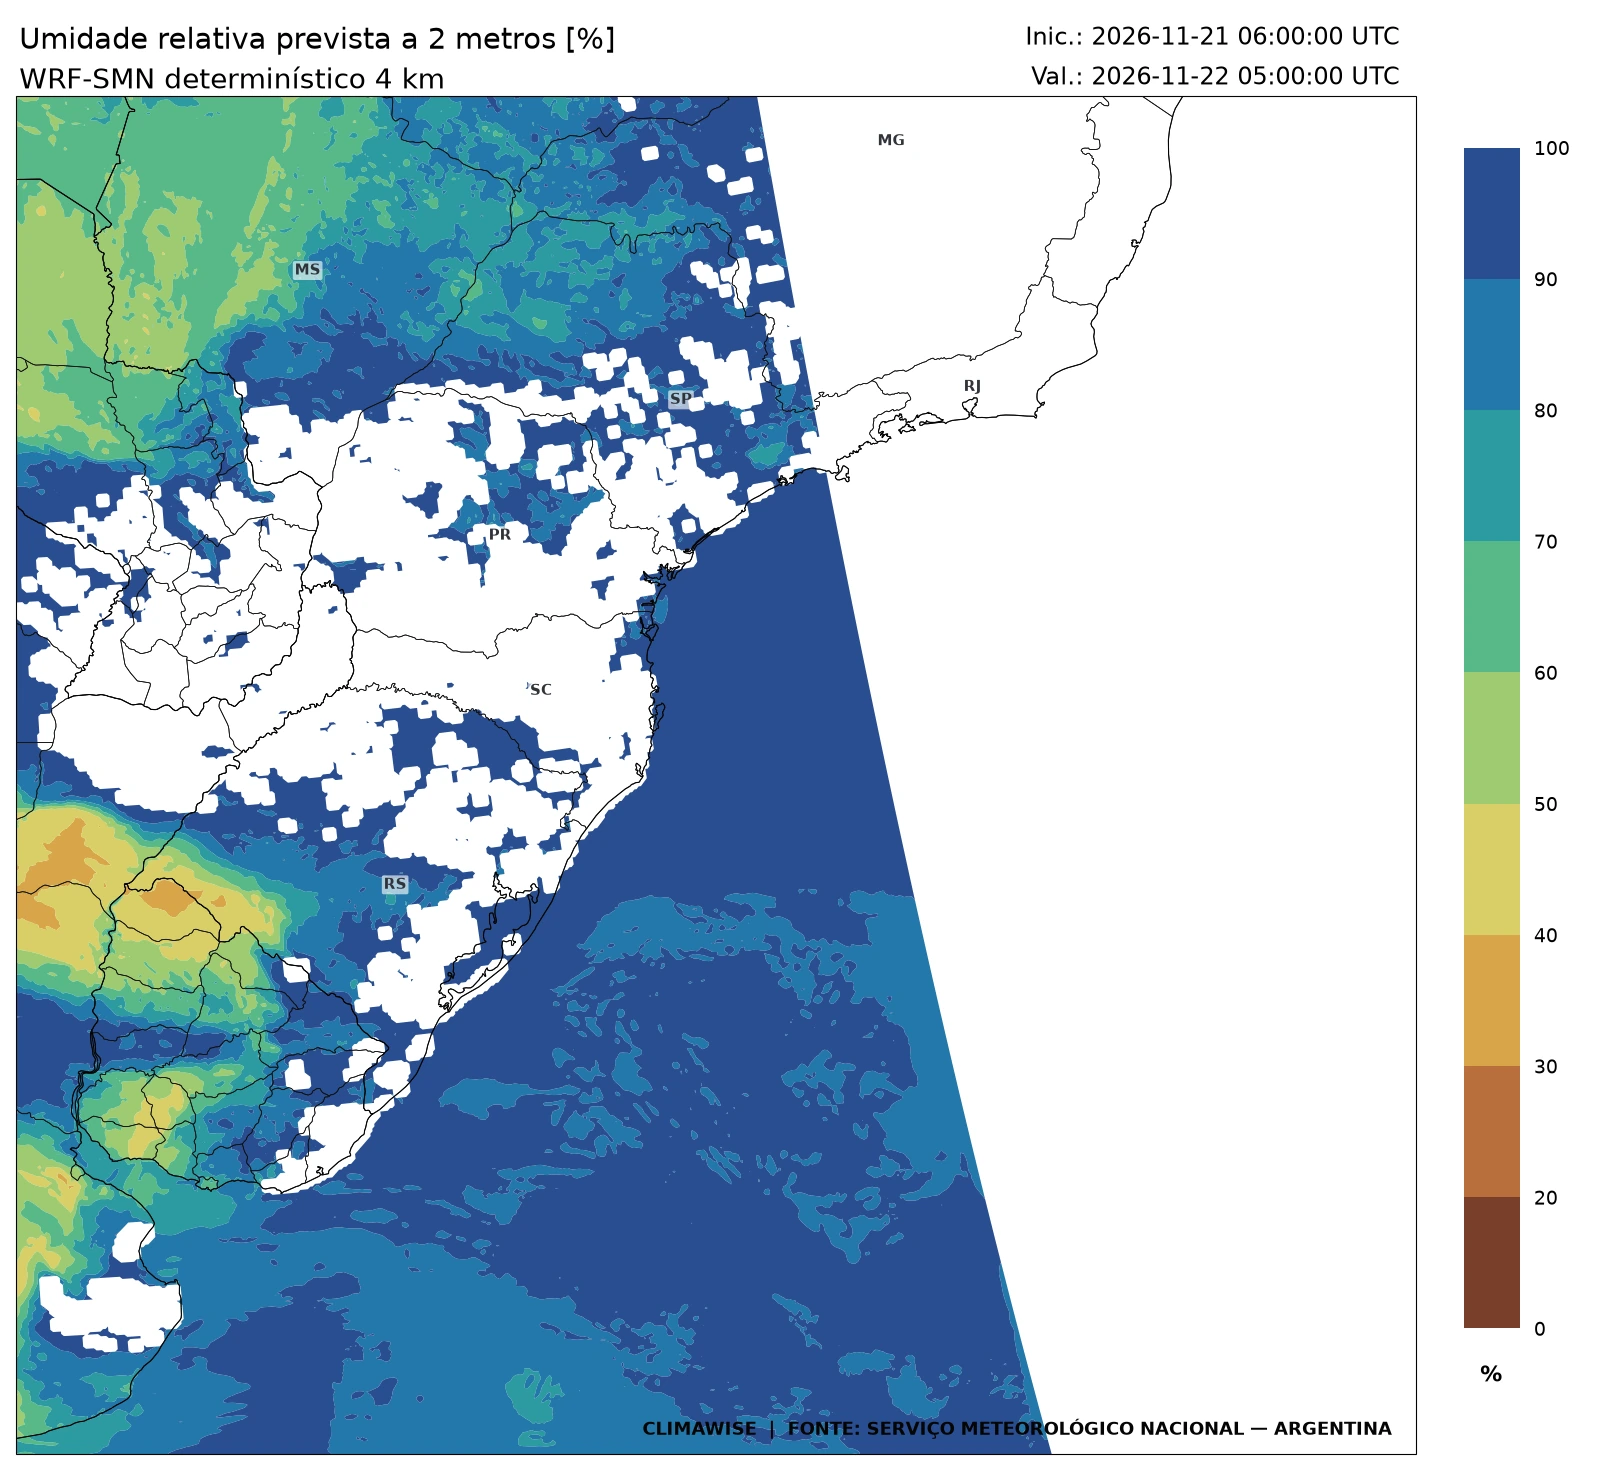 Umidade relativa prevista a 2 metros [%]
WRF-SMN determinístico 4 km
Inic.: 2026-11-21 06:00:00 UTC
Val.: 2026-11-22 05:00:00 UTC
MG
MS
RJ
SP
PR
SC
RS
100
90
80
70
60
50
40
30
20
0
%
CLIMAWISE | FONTE: SERVIÇO METEOROLÓGICO NACIONAL — ARGENTINA